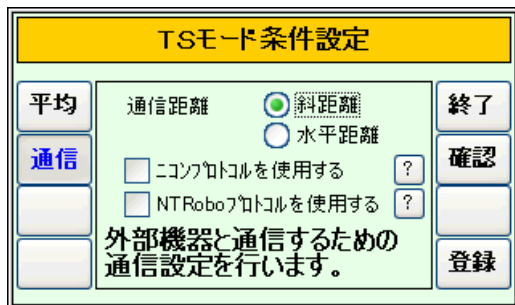 TSモード条件設定
平均
通信
通信距離
斜距離
水平距離
ニコンプロトコルを使用する
?
NTRoboプロトコルを使用する
?
外部機器と通信するための
通信設定を行います。
終了
確認
登録